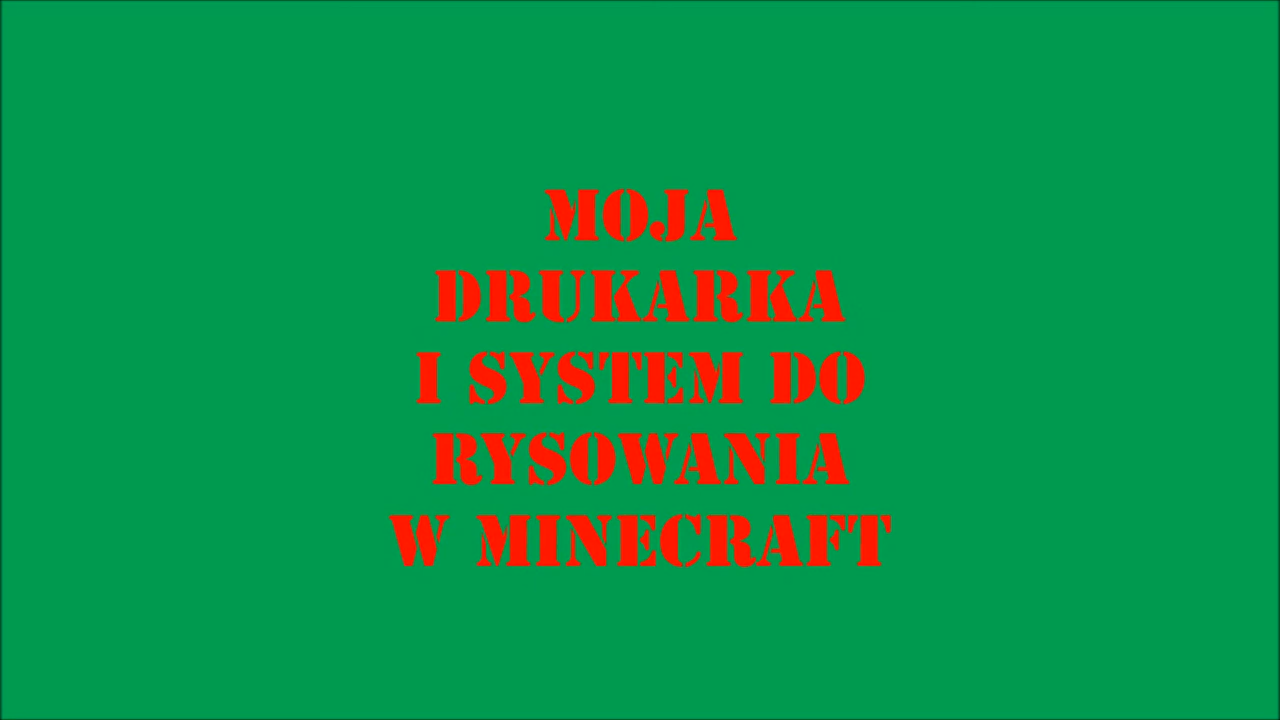 MOJA
DRUKARKA
I SYSTEM DO
RYSOWANIA
W MINECRAFT